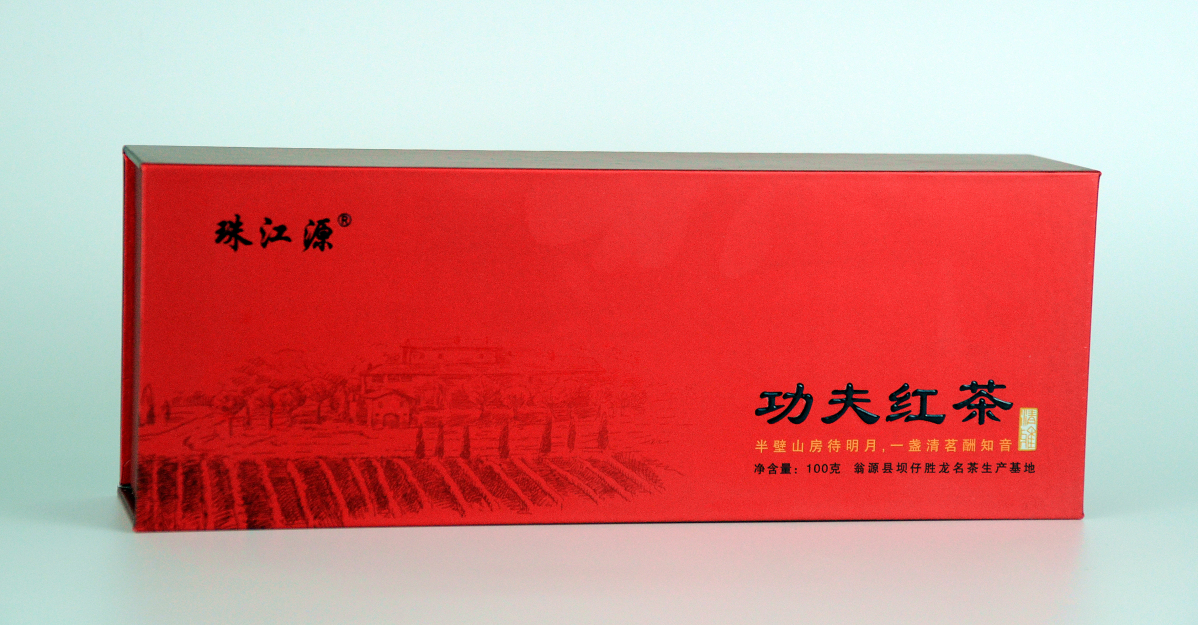 珠江源®
功夫红茶
半壁山房待明月,一盏清茗酬知音
净含量：100克 翁源县坝仔胜龙名茶生产基地